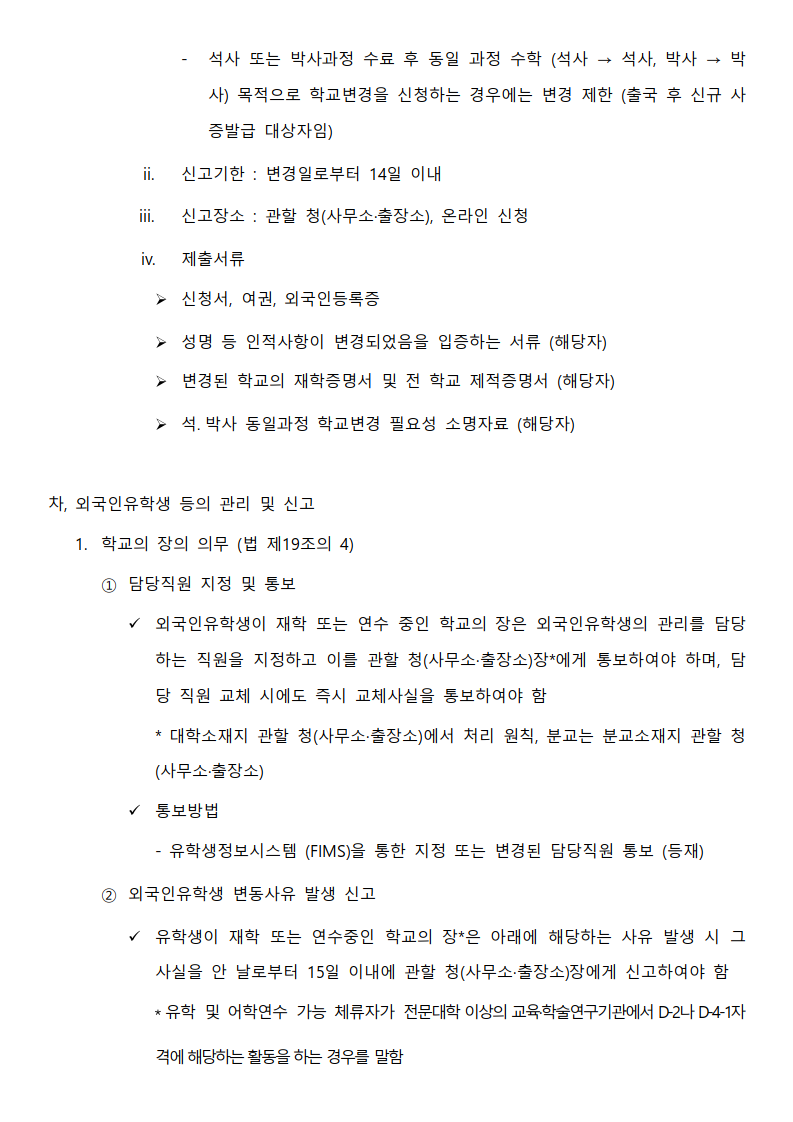 - 석사 또는 박사과정 수료 후 동일 과정 수학 (석사 → 석사, 박사 → 박
사) 목적으로 학교변경을 신청하는 경우에는 변경 제한 (출국 후 신규 사
증발급 대상자임)
ii. 신고기한 : 변경일로부터 14일 이내
iii. 신고장소 : 관할 청(사무소·출장소), 온라인 신청
iv. 제출서류
➢ 신청서, 여권, 외국인등록증
➢ 성명 등 인적사항이 변경되었음을 입증하는 서류 (해당자)
➢ 변경된 학교의 재학증명서 및 전 학교 제적증명서 (해당자)
➢ 석. 박사 동일과정 학교변경 필요성 소명자료 (해당자)
차, 외국인유학생 등의 관리 및 신고
1. 학교의 장의 의무 (법 제19조의 4)
① 담당직원 지정 및 통보
✓ 외국인유학생이 재학 또는 연수 중인 학교의 장은 외국인유학생의 관리를 담당
하는 직원을 지정하고 이를 관할 청(사무소·출장소)장*에게 통보하여야 하며, 담
당 직원 교체 시에도 즉시 교체사실을 통보하여야 함
* 대학소재지 관할 청(사무소·출장소)에서 처리 원칙, 분교는 분교소재지 관할 청
(사무소·출장소)
✓ 통보방법
- 유학생정보시스템 (FIMS)을 통한 지정 또는 변경된 담당직원 통보 (등재)
② 외국인유학생 변동사유 발생 신고
✓ 유학생이 재학 또는 연수중인 학교의 장*은 아래에 해당하는 사유 발생 시 그
사실을 안 날로부터 15일 이내에 관할 청(사무소·출장소)장에게 신고하여야 함
* 유학 및 어학연수 가능 체류자가 전문대학 이상의 교육·학술연구기관에서 D-2나 D-4-1자
격에 해당하는 활동을 하는 경우를 말함